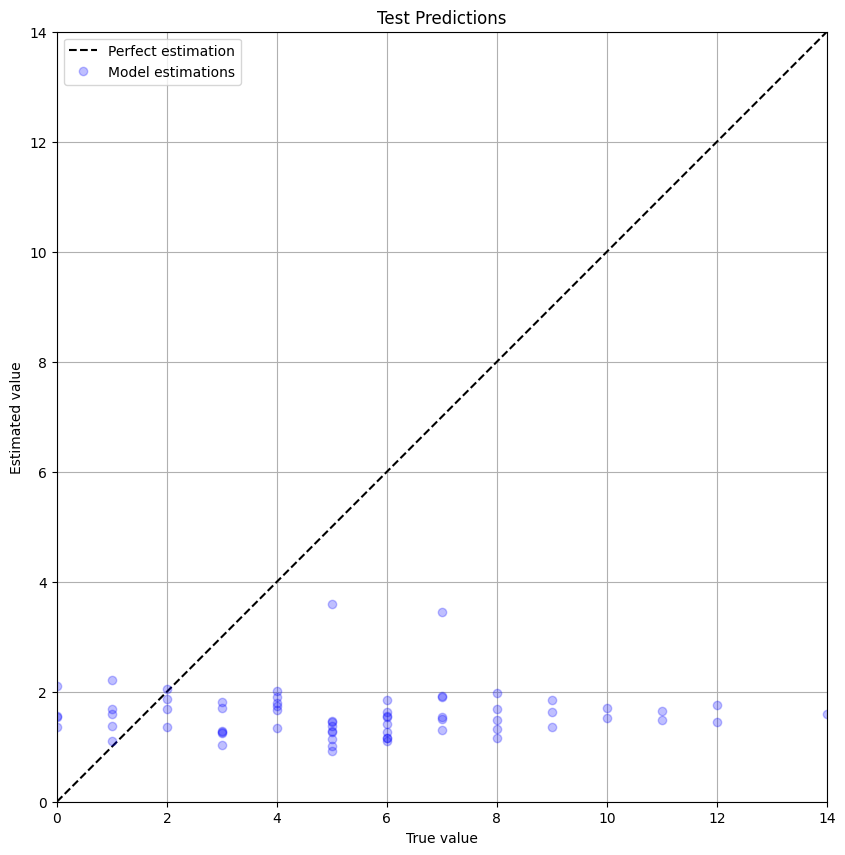 Test Predictions
14
Perfect estimation
Model estimations
12
10
8
6
4
2
0
Estimated value
0 2 4 6 8 10 12 14
True value